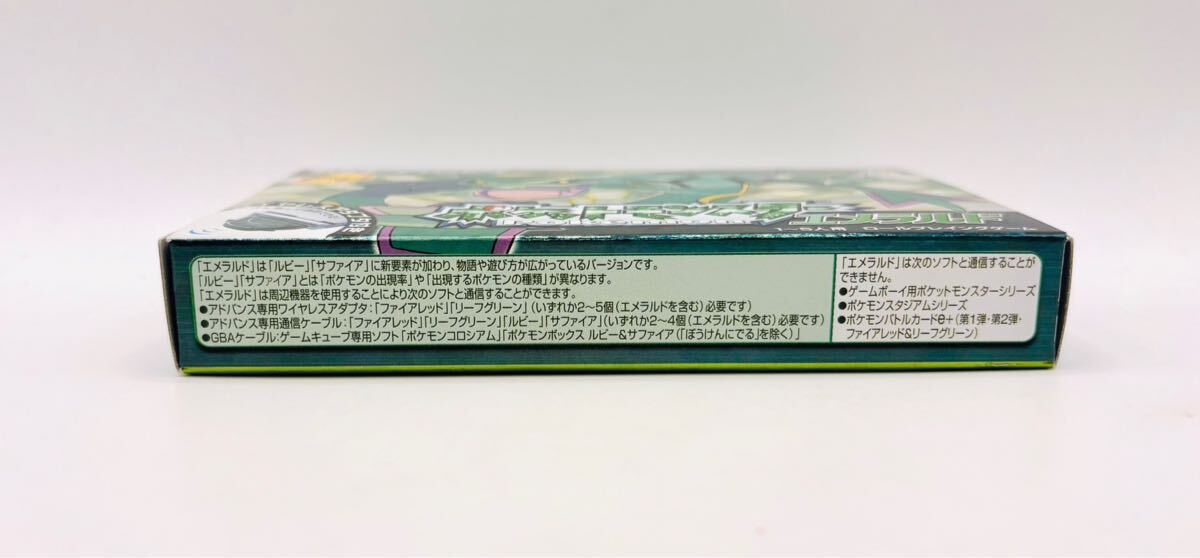 エメラルド
1~5人用 ロールプレイングゲーム
「エメラルド」は「ルビー」「サファイア」に新要素が加わり、物語や遊び方が広がっているバージョンです。
「ルビー」「サファイア」とは「ポケモンの出現率」や「出現するポケモンの種類」が異なります。
「エメラルド」は周辺機器を使用することにより次のソフトと通信することができます。
●アドバンス専用ワイヤレスアダプタ:「ファイアレッド」「リーフグリーン」(いずれか2~5個(エメラルドを含む)必要です)
●アドバンス専用通信ケーブル:「ファイアレッド」「リーフグリーン」「ルビー」「サファイア」(いずれか2~4個(エメラルドを含む)必要です)
●GBAケーブル:ゲームキューブ専用ソフト「ポケモンコロシアム」「ポケモンボックス ルビー&サファイア(「ぼうけんにでる」を除く)」
「エメラルド」は次のソフトと通信することが
できません。
●ゲームボーイ用ポケットモンスターシリーズ
●ポケモンスタジアムシリーズ
●ポケモンバトルカードe+(第1弾・第2弾・
ファイアレッド&リーフグリーン)